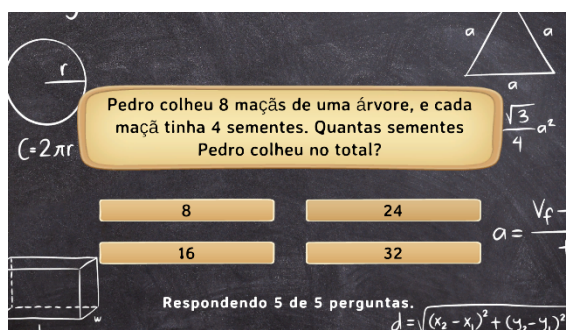 r
C=2πr
a
a
a
√3
4
a²
Pedro colheu 8 maçãs de uma árvore, e cada
maçã tinha 4 sementes. Quantas sementes
Pedro colheu no total?
8
24
16
32
Vf-
a=
w
Respondendo 5 de 5 perguntas.
d=√(x₂-x₁)²+(y₂-y₁)²